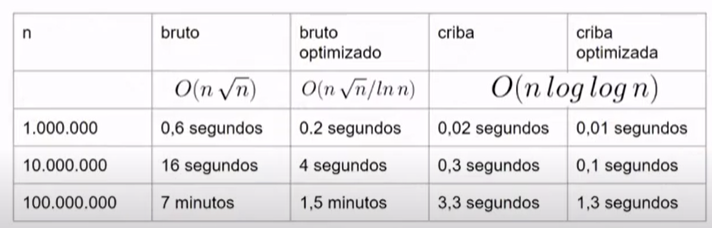 n bruto bruto optimizado criba criba optimizada
O(n √n) O(n √n/ln n) O(n log log n)
1.000.000 0,6 segundos 0.2 segundos 0,02 segundos 0,01 segundos
10.000.000 16 segundos 4 segundos 0,3 segundos 0,1 segundos
100.000.000 7 minutos 1,5 minutos 3,3 segundos 1,3 segundos